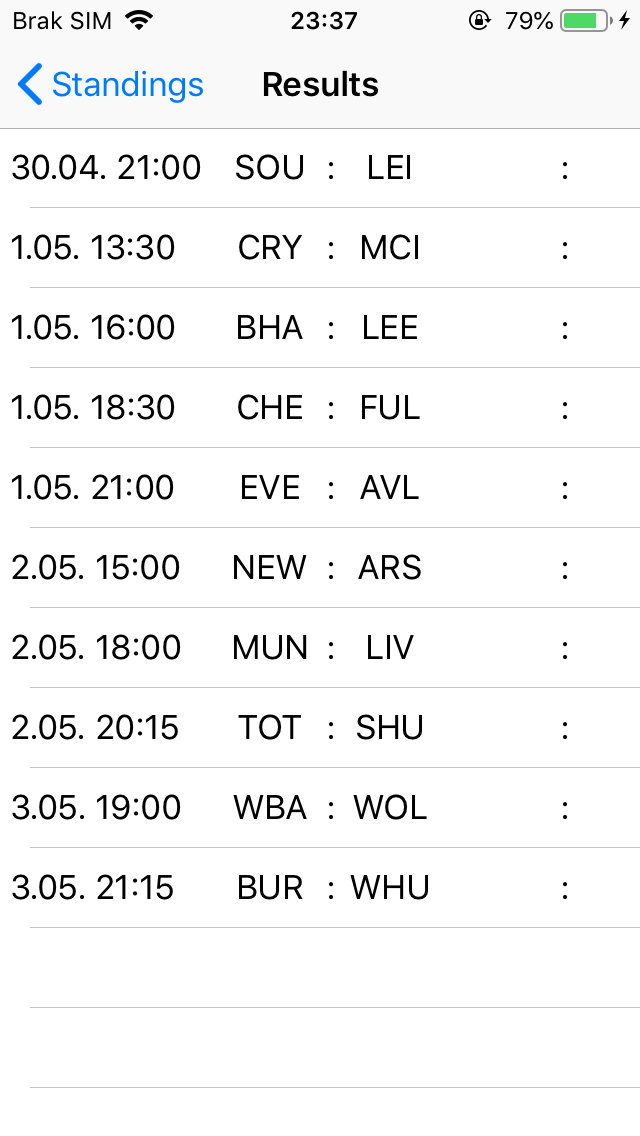 Brak SIM 23:37 79%
Standings Results
30.04. 21:00 SOU : LEI :
1.05. 13:30 CRY : MCI :
1.05. 16:00 BHA : LEE :
1.05. 18:30 CHE : FUL :
1.05. 21:00 EVE : AVL :
2.05. 15:00 NEW : ARS :
2.05. 18:00 MUN : LIV :
2.05. 20:15 TOT : SHU :
3.05. 19:00 WBA : WOL :
3.05. 21:15 BUR : WHU :